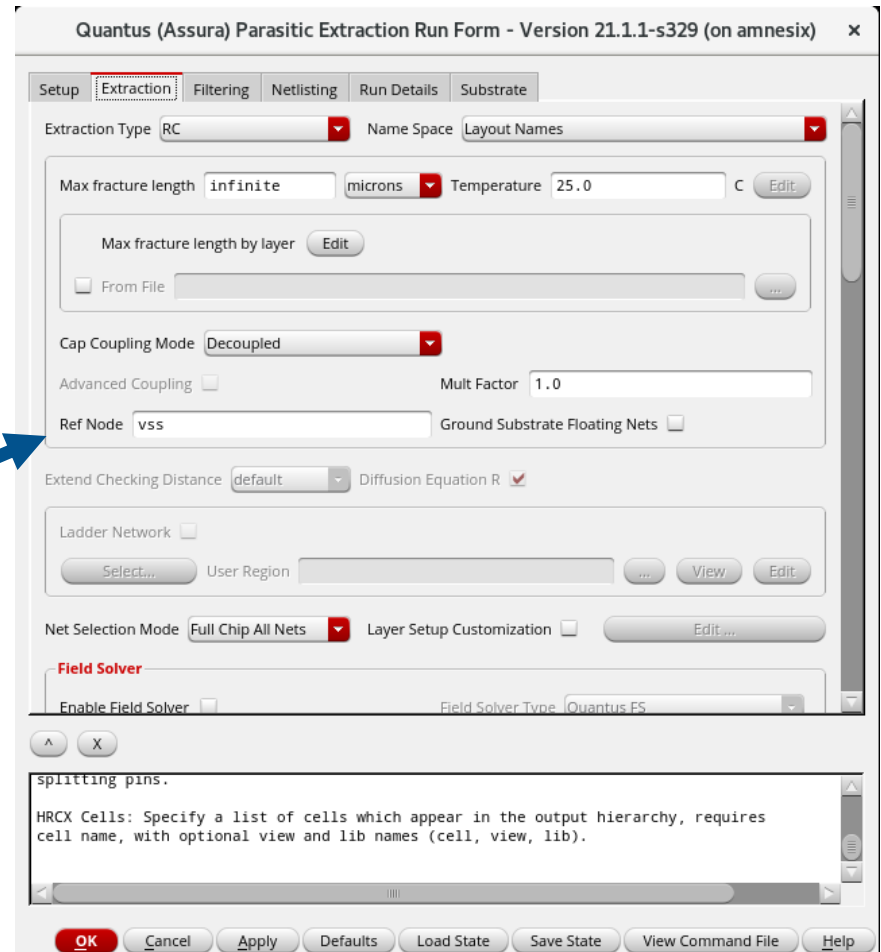 Quantus (Assura) Parasitic Extraction Run Form - Version 21.1.1-s329 (on amnesix) ×
Setup Extraction Filtering Netlisting Run Details Substrate
Extraction Type RC Name Space Layout Names
Max fracture length infinite microns Temperature 25.0 C Edit
Max fracture length by layer Edit
From File ...
Cap Coupling Mode Decoupled
Advanced Coupling Mult Factor 1.0
Ref Node vss Ground Substrate Floating Nets
Extend Checking Distance default Diffusion Equation R
Ladder Network
Select... User Region ... View Edit
Net Selection Mode Full Chip All Nets Layer Setup Customization Edit ...
Field Solver
Enable Field Solver Field Solver Type Quantus FS
^ X
splitting pins.
HRCX Cells: Specify a list of cells which appear in the output hierarchy, requires
cell name, with optional view and lib names (cell, view, lib).
OK Cancel Apply Defaults Load State Save State View Command File Help